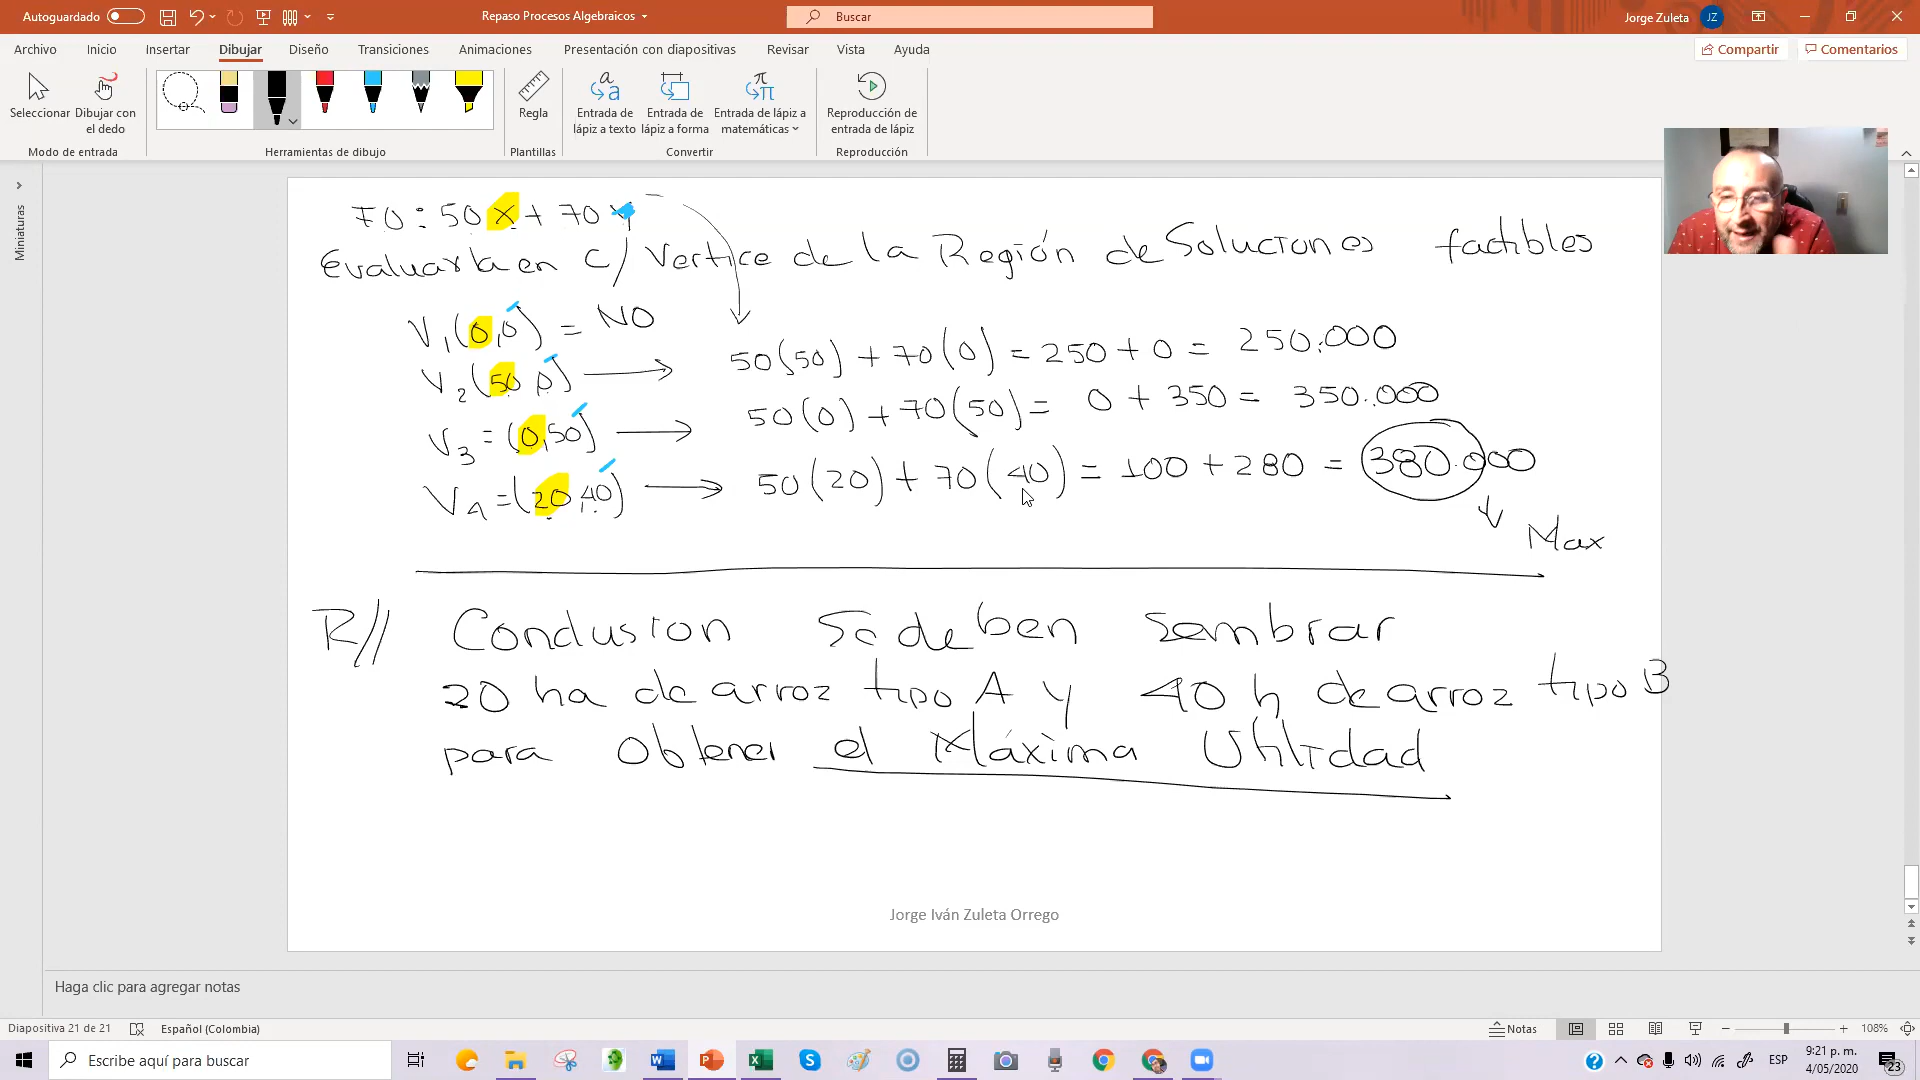 Autoguardado
Repaso Procesos Algebraicos
Buscar
Jorge Zuleta
JZ
Archivo Inicio Insertar Dibujar Diseño Transiciones Animaciones Presentación con diapositivas Revisar Vista Ayuda
Compartir Comentarios
Seleccionar
Dibujar con
el dedo
Modo de entrada
Herramientas de dibujo
Regla
Plantillas
Entrada de
lápiz a texto
Entrada de
lápiz a forma
Entrada de lápiz a
matemáticas
Convertir
Reproducción de
entrada de lápiz
Reproducción
Miniaturas
FO: 50x + 70y
Evaluarla en c/ Vertice de la Región de Soluciones factibles
V1(0,0) = NO
V2(50,0) → 50(50) + 70(0) = 250 + 0 = 250.000
V3 = (0,50) → 50(0) + 70(50) = 0 + 350 = 350.000
V4 = (20,40) → 50(20) + 70(40) = 100 + 280 = 380.000
Max
R// Conclusion Se deben Sembrar
20 ha de arroz tipo A y 40 h de arroz tipo B
para Obtener el Máxima Utilidad
Jorge Iván Zuleta Orrego
Haga clic para agregar notas
Diapositiva 21 de 21 Español (Colombia) Notas 108%
Escribe aquí para buscar
ESP
9:21 p. m.
4/05/2020
23